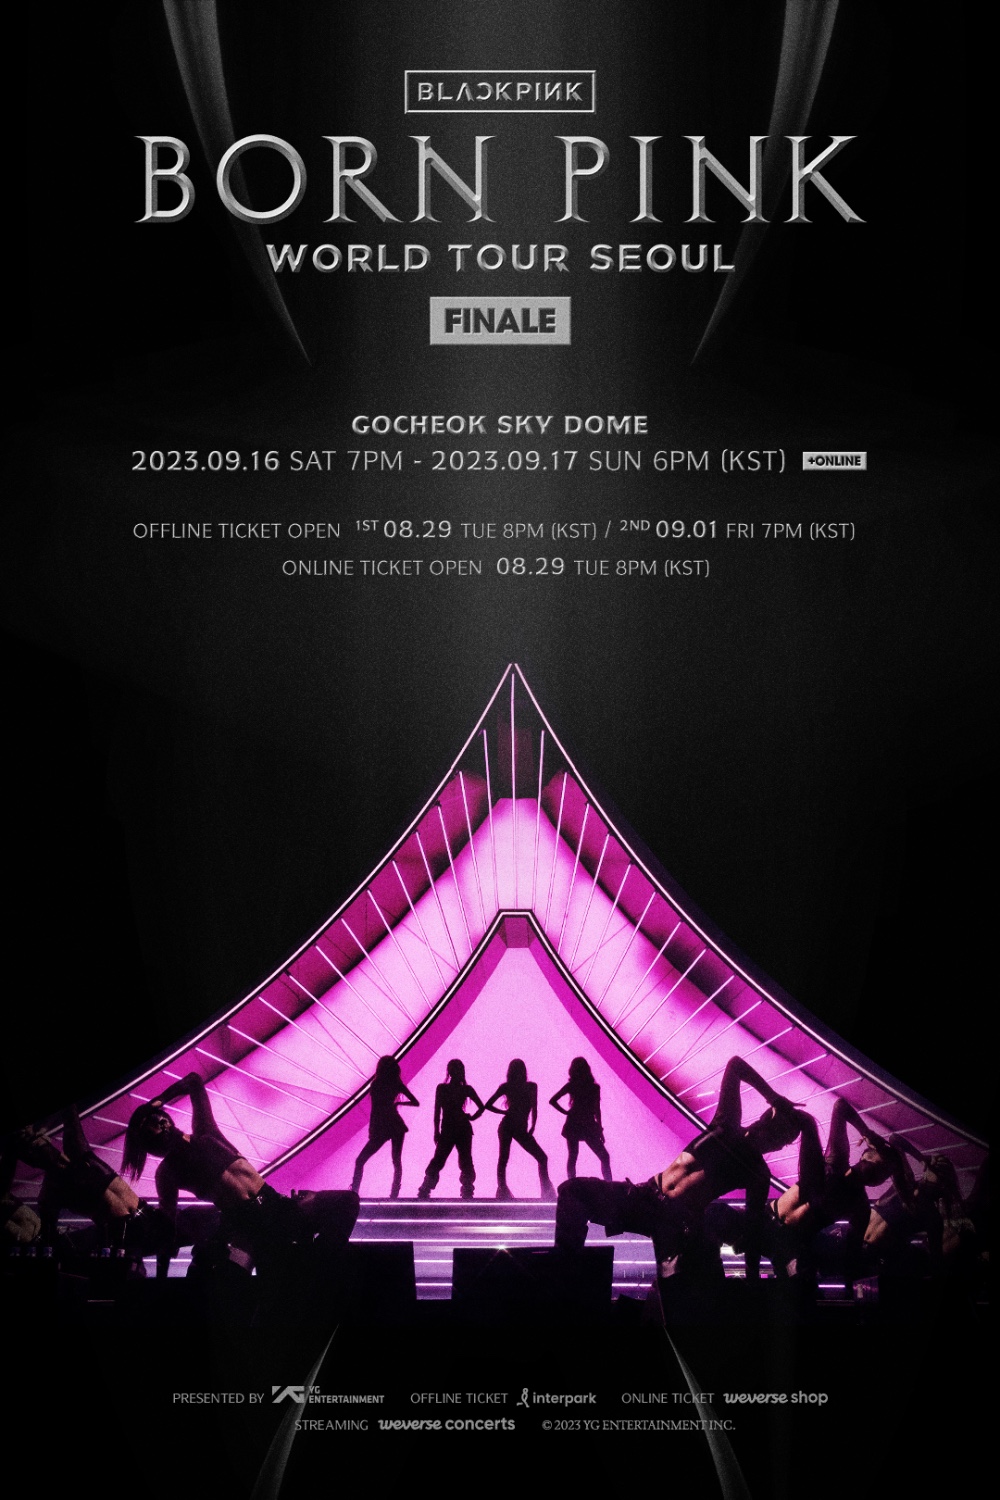 BLACKPINK
BORN PINK
WORLD TOUR SEOUL
FINALE
GOCHEOK SKY DOME
2023.09.16 SAT 7PM - 2023.09.17 SUN 6PM (KST) +ONLINE
OFFLINE TICKET OPEN 1ST 08.29 TUE 8PM (KST) / 2ND 09.01 FRI 7PM (KST)
ONLINE TICKET OPEN 08.29 TUE 8PM (KST)
PRESENTED BY YG YG ENTERTAINMENT OFFLINE TICKET interpark ONLINE TICKET weverse shop
STREAMING weverse concerts © 2023 YG ENTERTAINMENT INC.